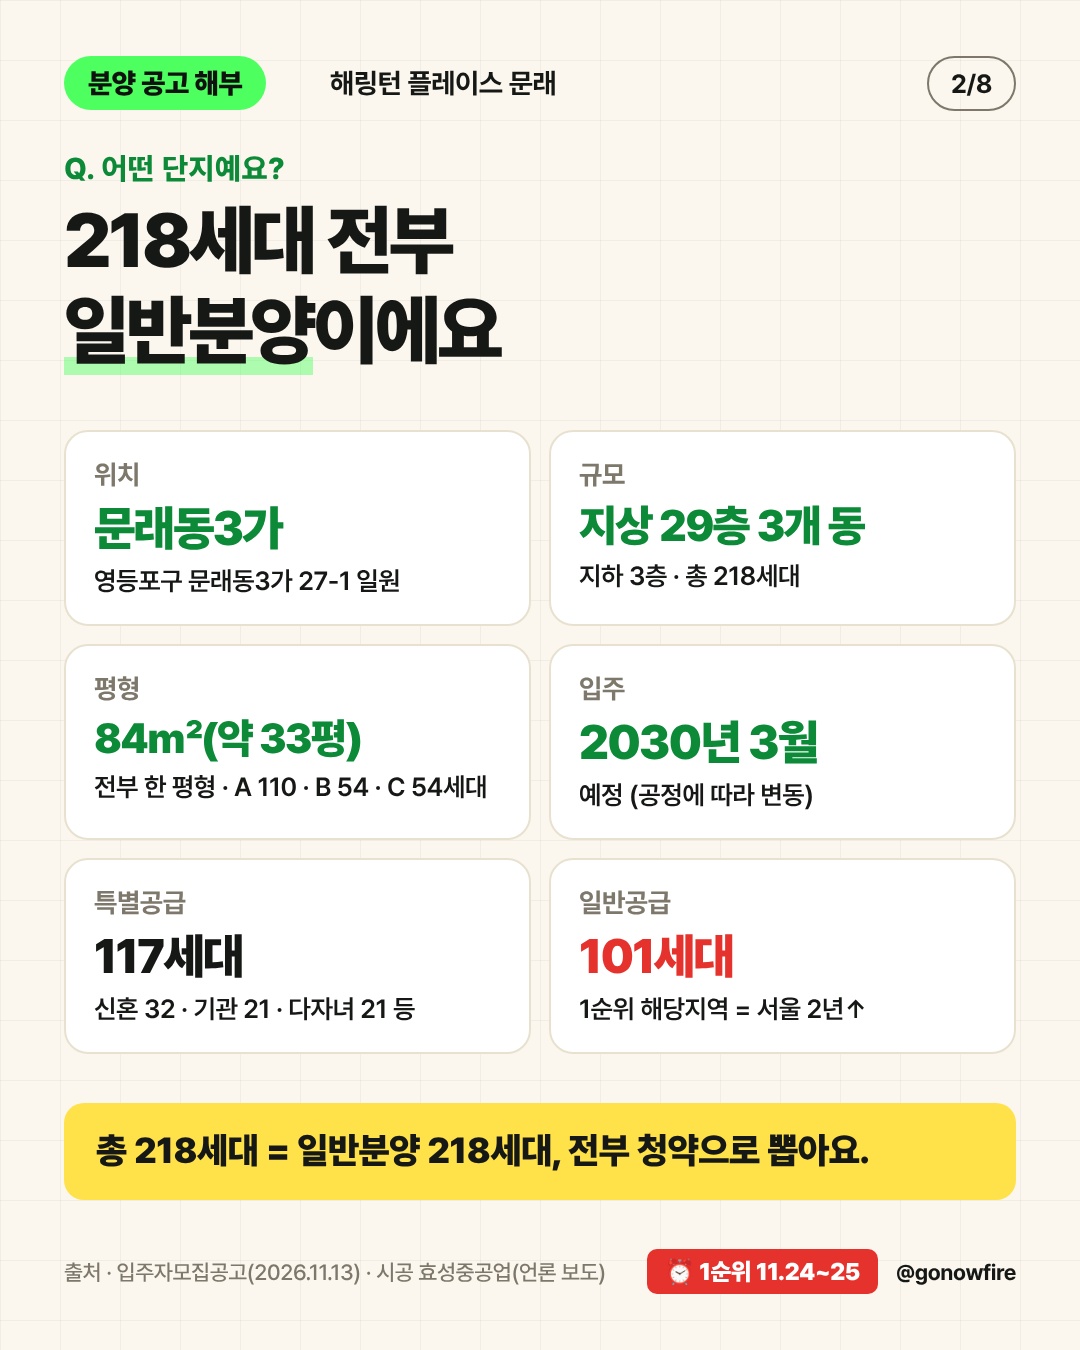 분양 공고 해부
해링턴 플레이스 문래
2/8
Q. 어떤 단지예요?
218세대 전부
일반분양이에요
위치
문래동3가
영등포구 문래동3가 27-1 일원
규모
지상 29층 3개 동
지하 3층 · 총 218세대
평형
84m²(약 33평)
전부 한 평형 · A 110 · B 54 · C 54세대
입주
2030년 3월
예정 (공정에 따라 변동)
특별공급
117세대
신혼 32 · 기관 21 · 다자녀 21 등
일반공급
101세대
1순위 해당지역 = 서울 2년↑
총 218세대 = 일반분양 218세대, 전부 청약으로 뽑아요.
출처 · 입주자모집공고(2026.11.13) · 시공 효성중공업(언론 보도)
⏰ 1순위 11.24~25
@gonowfire